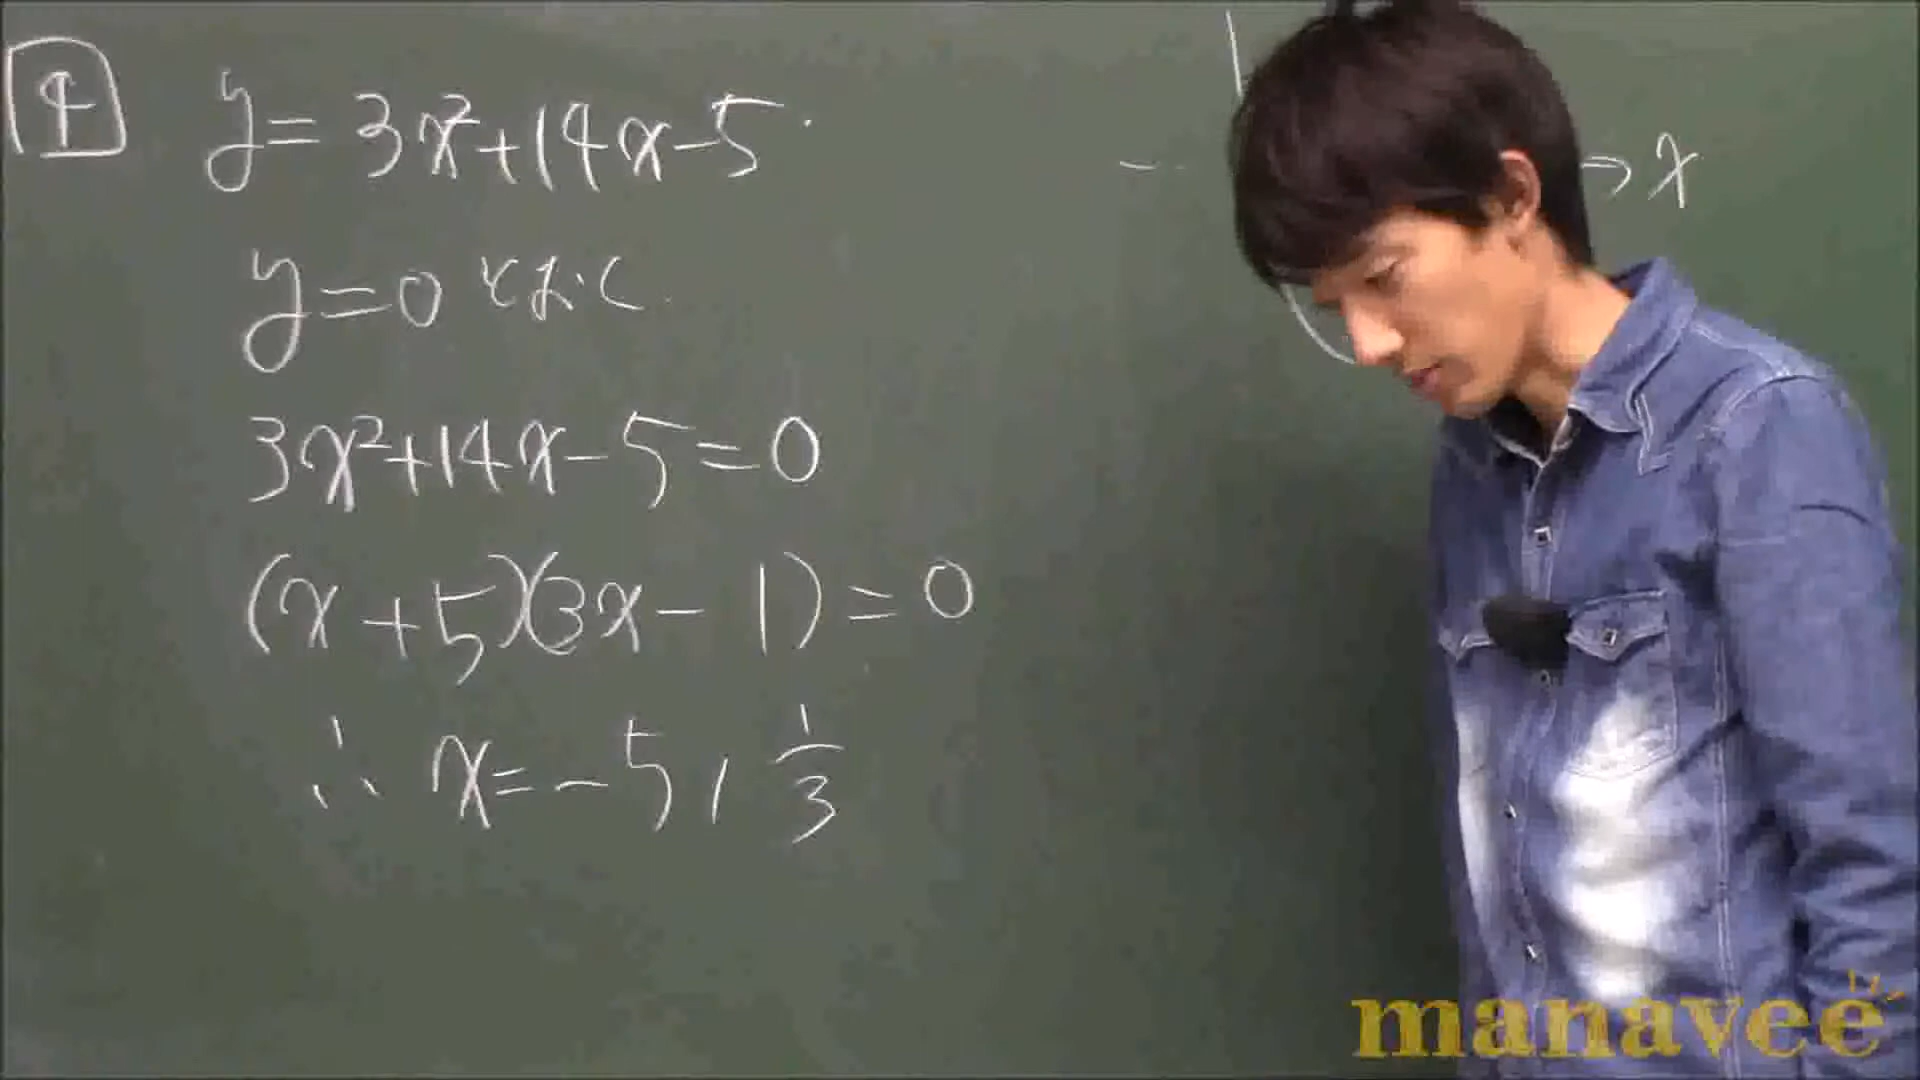 4
y = 3x²+14x-5
y=0 とおく
3x²+14x-5=0
(x+5)(3x-1)=0
∴ x=-5, 1/3
x
manavee